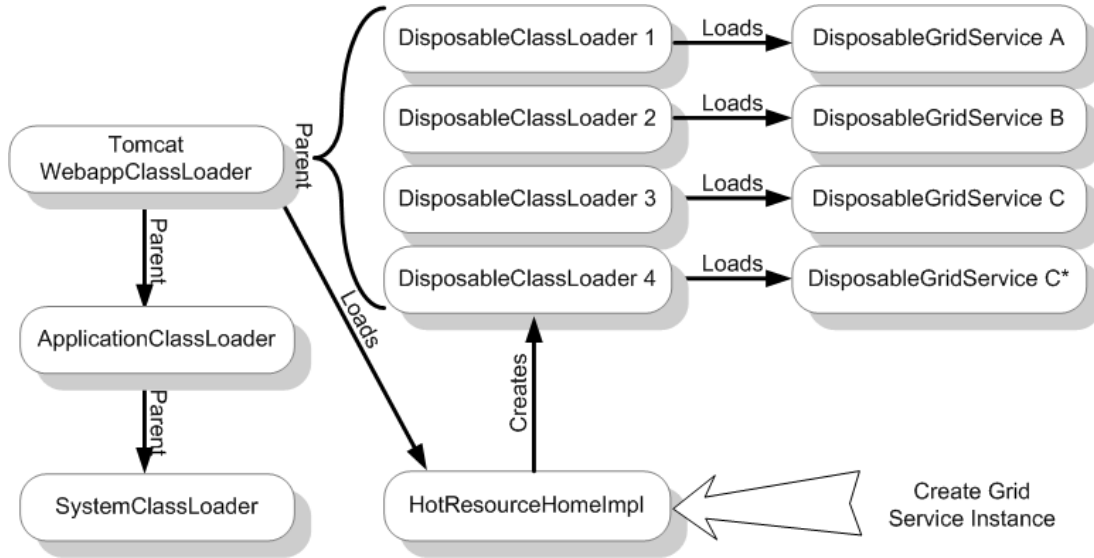 DisposableClassLoader 1
Loads
DisposableGridService A
DisposableClassLoader 2
Loads
DisposableGridService B
Tomcat
WebappClassLoader
Parent
DisposableClassLoader 3
Loads
DisposableGridService C
Parent
DisposableClassLoader 4
Loads
DisposableGridService C*
Loads
ApplicationClassLoader
Parent
Creates
SystemClassLoader
HotResourceHomeImpl
Create Grid
Service Instance